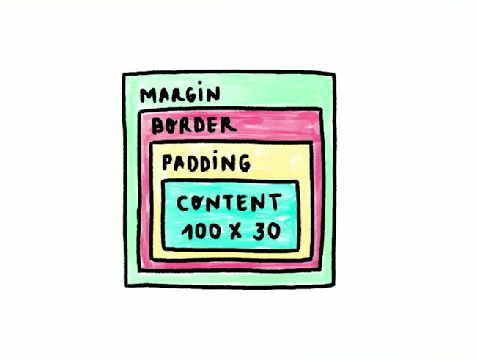 MARGIN
BORDER
PADDING
CONTENT
100 X 30